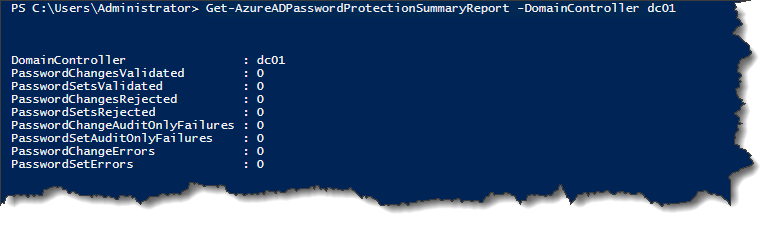 PS C:\Users\Administrator> Get-AzureADPasswordProtectionSummaryReport -DomainController dc01
DomainController : dc01
PasswordChangesValidated : 0
PasswordSetsValidated : 0
PasswordChangesRejected : 0
PasswordSetsRejected : 0
PasswordChangeAuditOnlyFailures : 0
PasswordSetAuditOnlyFailures : 0
PasswordChangeErrors : 0
PasswordSetErrors : 0